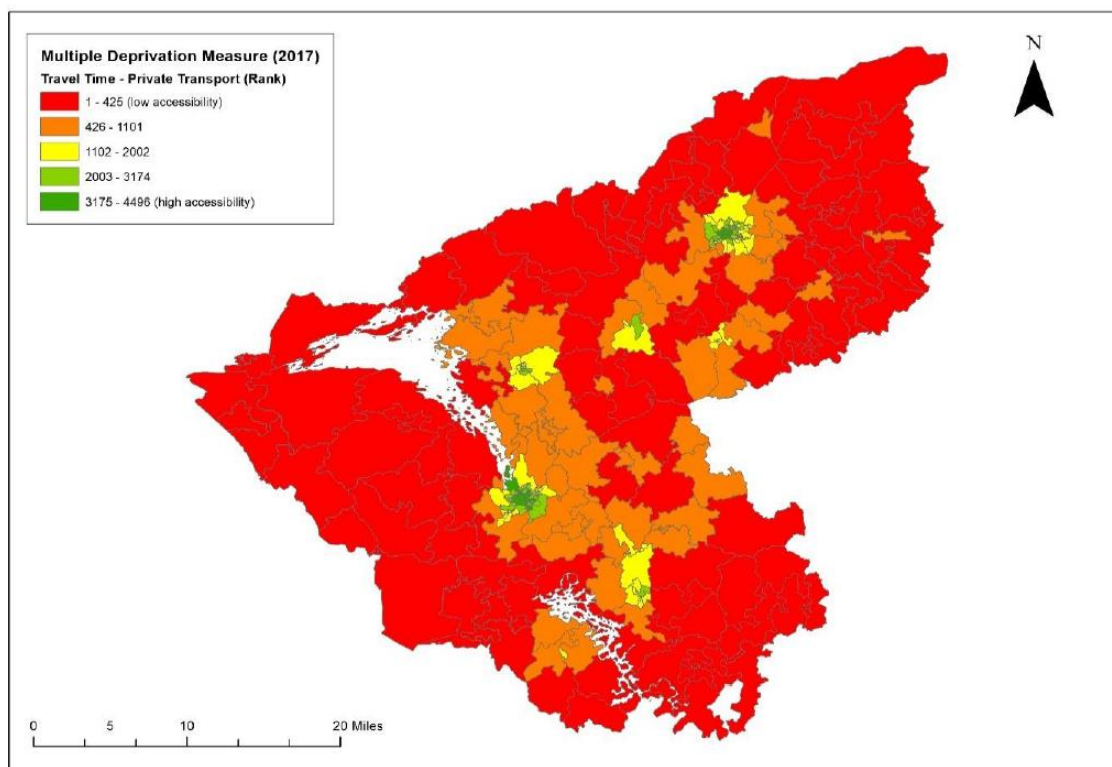 Multiple Deprivation Measure (2017)
Travel Time - Private Transport (Rank)
1 - 425 (low accessibility)
426 - 1101
1102 - 2002
2003 - 3174
3175 - 4496 (high accessibility)
N
0 5 10 20 Miles